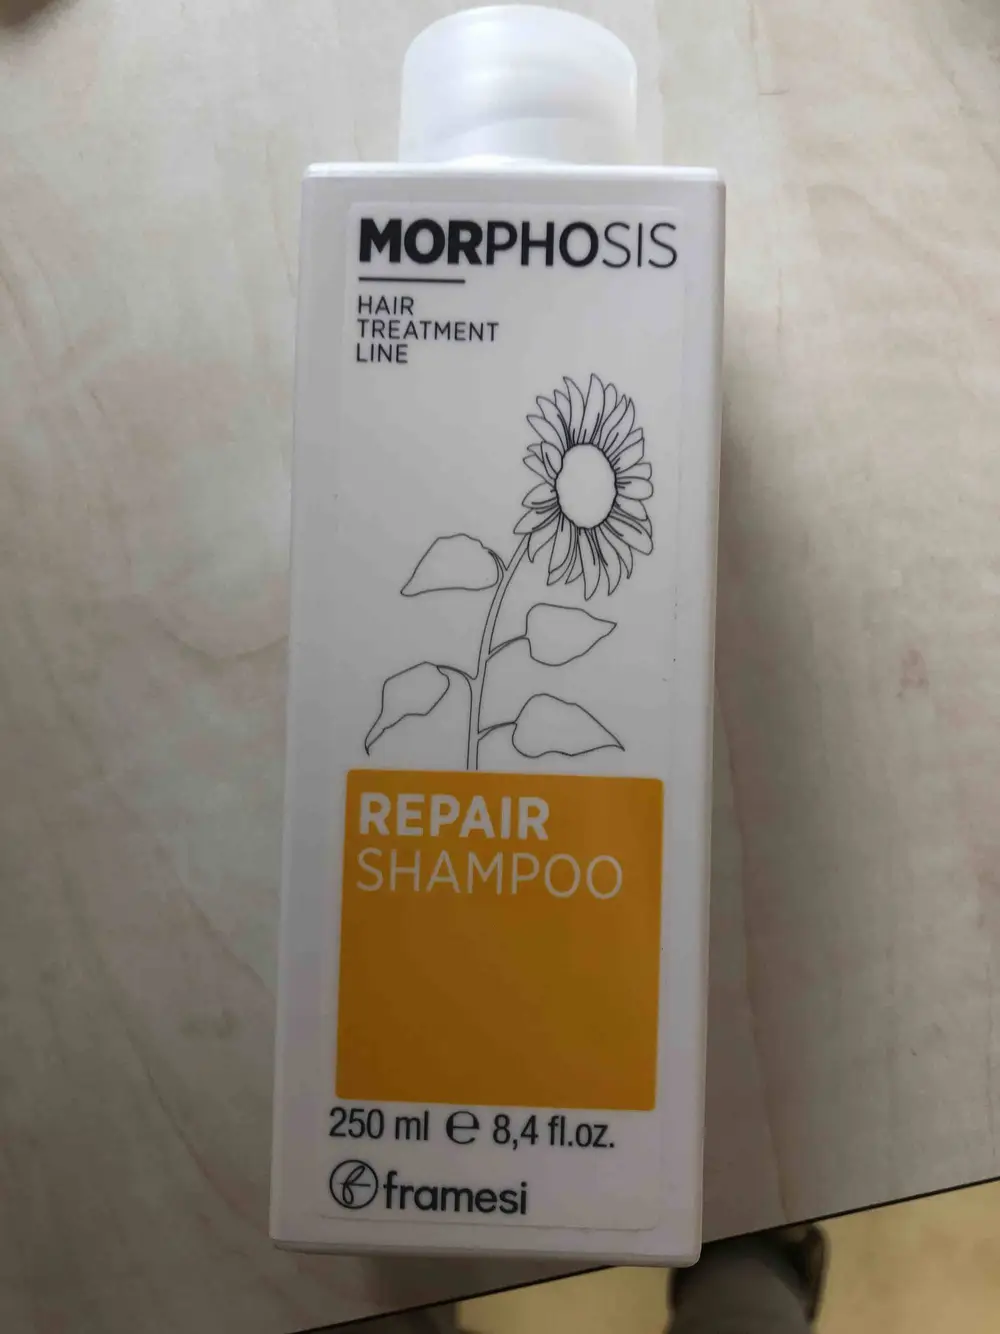 MORPHOSIS
HAIR
TREATMENT
LINE
REPAIR
SHAMPOO
250 ml ℮ 8,4 fl.oz.
framesi